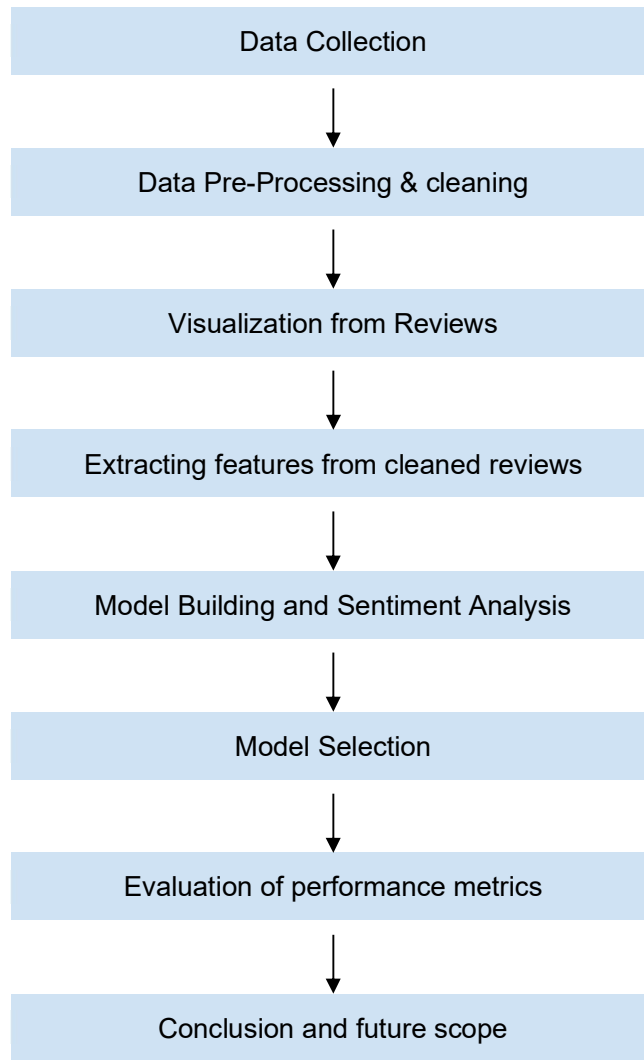 Data Collection
Data Pre-Processing & cleaning
Visualization from Reviews
Extracting features from cleaned reviews
Model Building and Sentiment Analysis
Model Selection
Evaluation of performance metrics
Conclusion and future scope